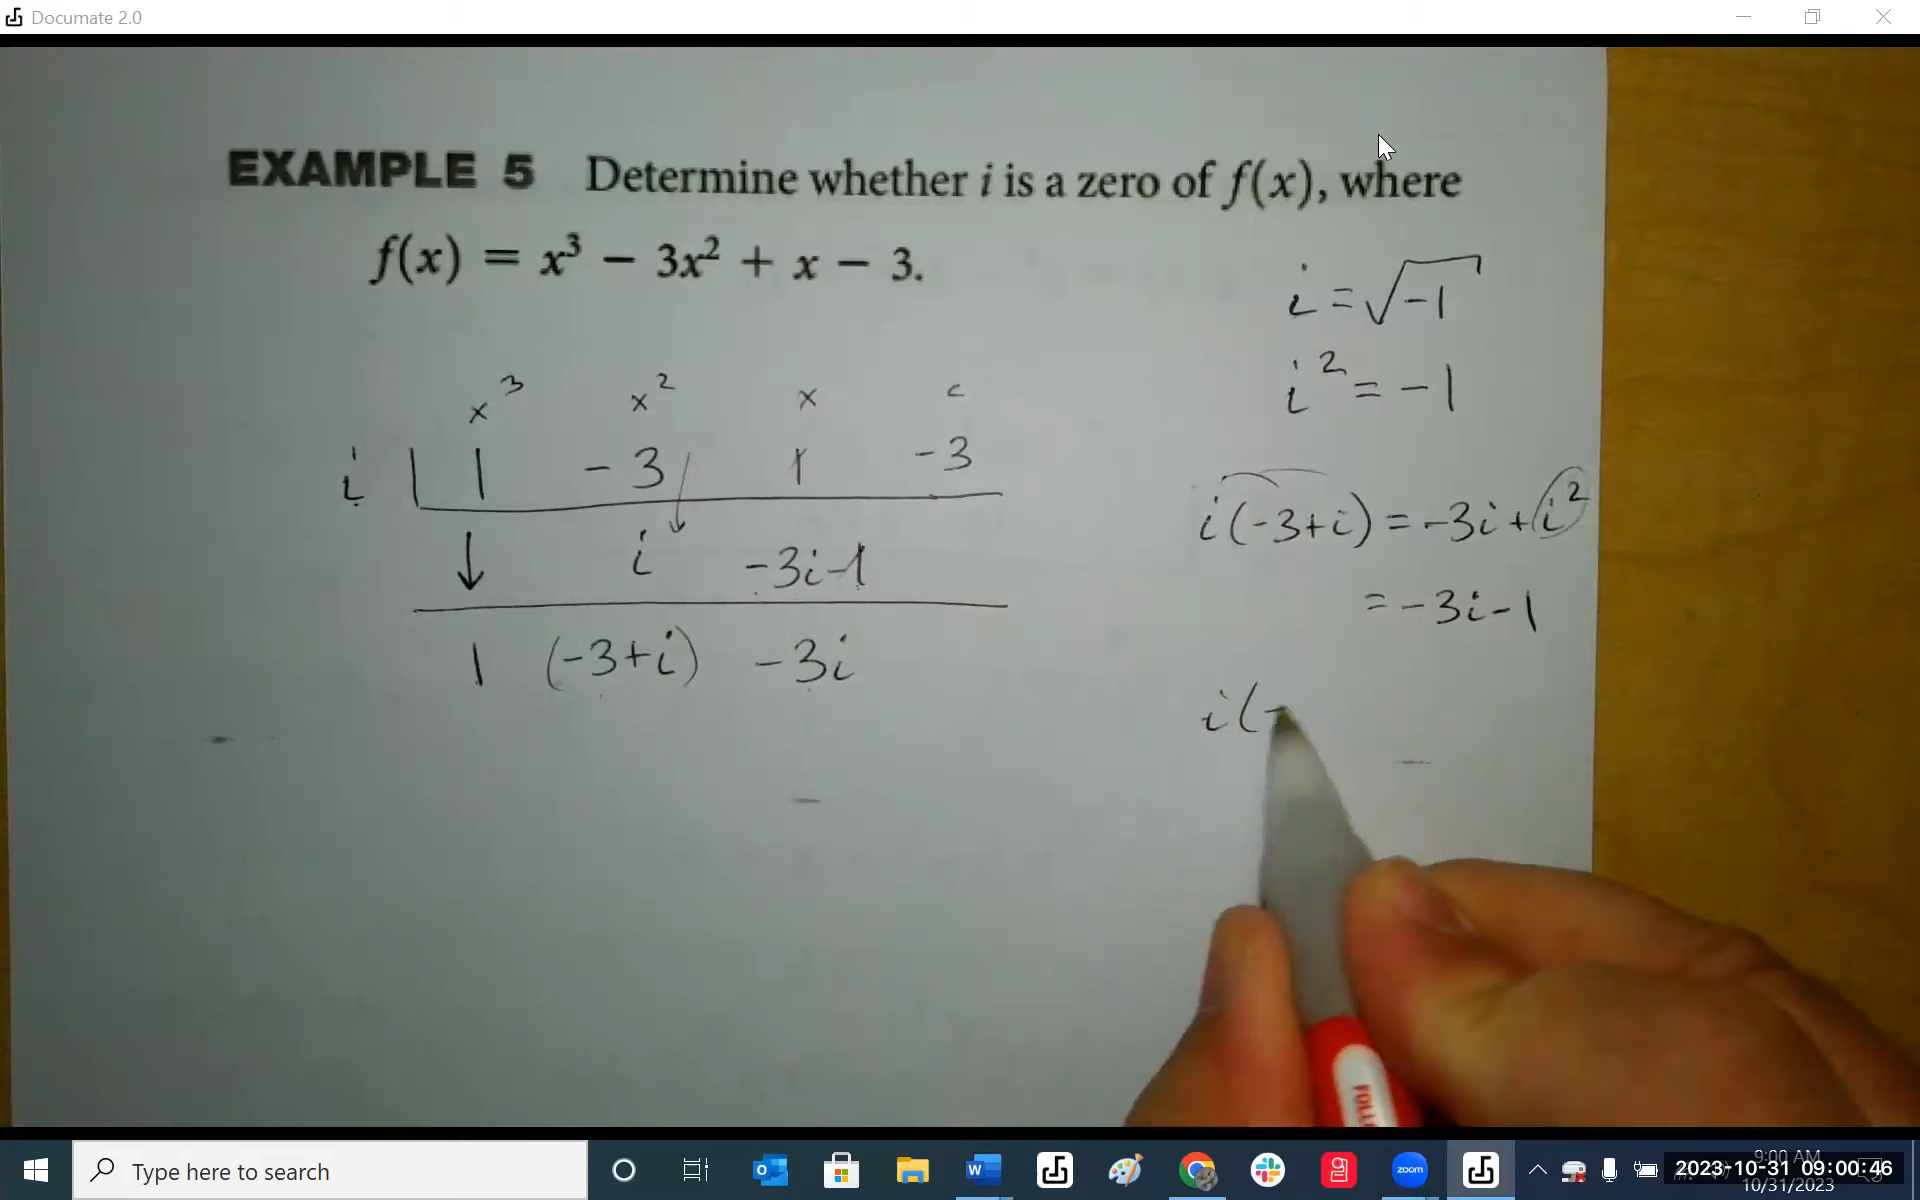 Documate 2.0
EXAMPLE 5 Determine whether i is a zero of f(x), where
f(x) = x³ − 3x² + x − 3.
i = √-1
i² = -1
x³ x² x c
i 1 -3 1 -3
i -3i-1
1 (-3+i) -3i
i(-3+i) = -3i+i²
= -3i-1
i(-
Type here to search
9:00 AM
2023-10-31 09:00:46
10/31/2023
zoom